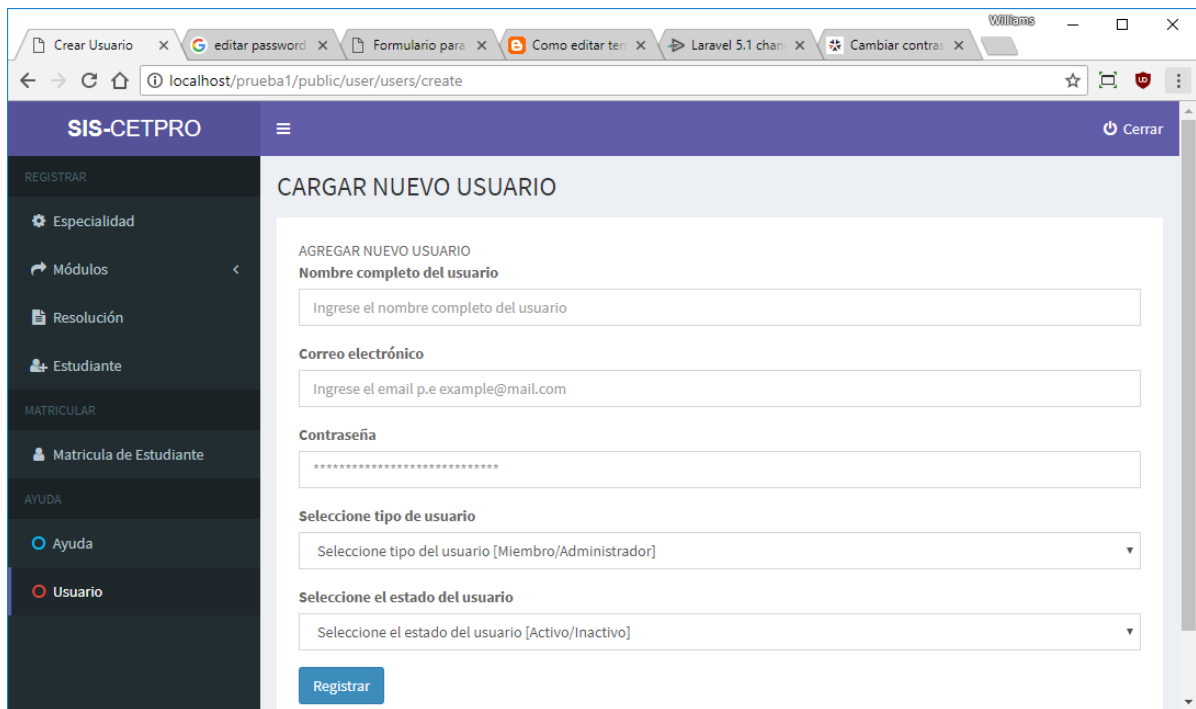 Williams
Crear Usuario
editar password
Formulario para
Como editar ten
Laravel 5.1 chan
Cambiar contras
localhost/prueba1/public/user/users/create
SIS-CETPRO
Cerrar
REGISTRAR
Especialidad
Módulos
Resolución
Estudiante
MATRICULAR
Matricula de Estudiante
AYUDA
Ayuda
Usuario
CARGAR NUEVO USUARIO
AGREGAR NUEVO USUARIO
Nombre completo del usuario
Ingrese el nombre completo del usuario
Correo electrónico
Ingrese el email p.e example@mail.com
Contraseña
*****************************
Seleccione tipo de usuario
Seleccione tipo del usuario [Miembro/Administrador]
Seleccione el estado del usuario
Seleccione el estado del usuario [Activo/Inactivo]
Registrar